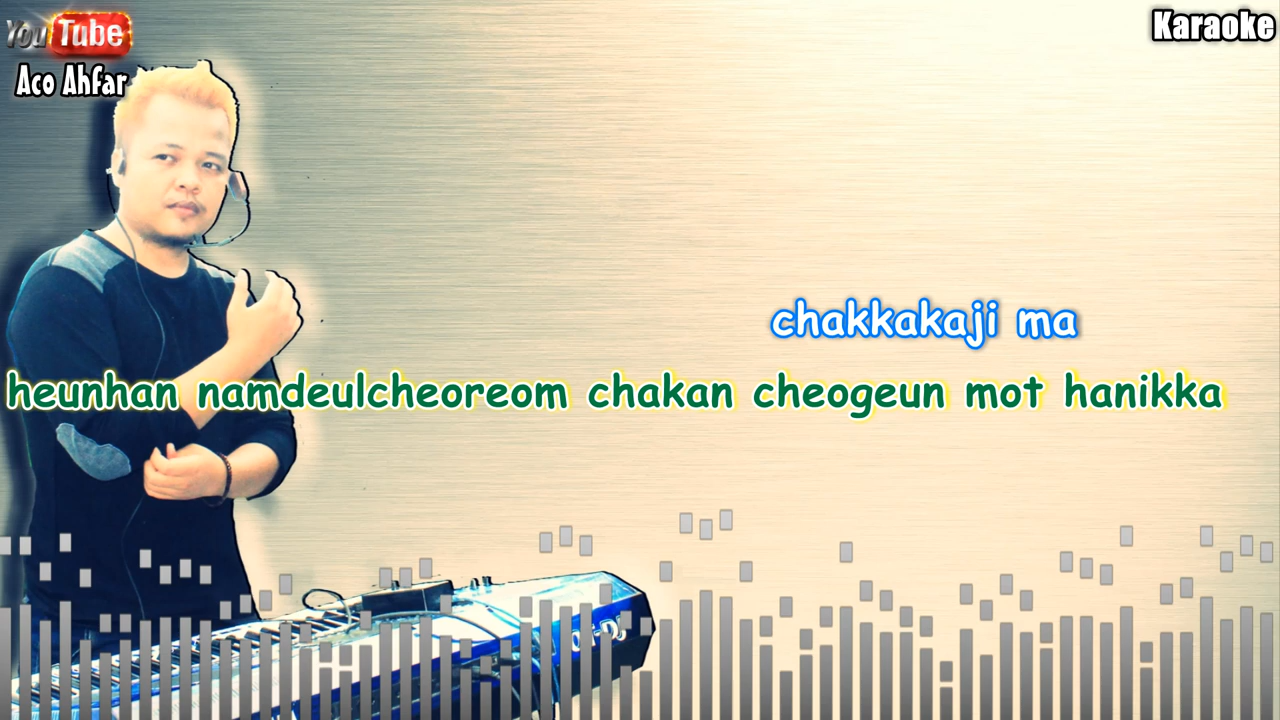 YouTube
Karaoke
Aco Ahfar
chakkakaji ma
heunhan namdeulcheoreom chakan cheogeun mot hanikka